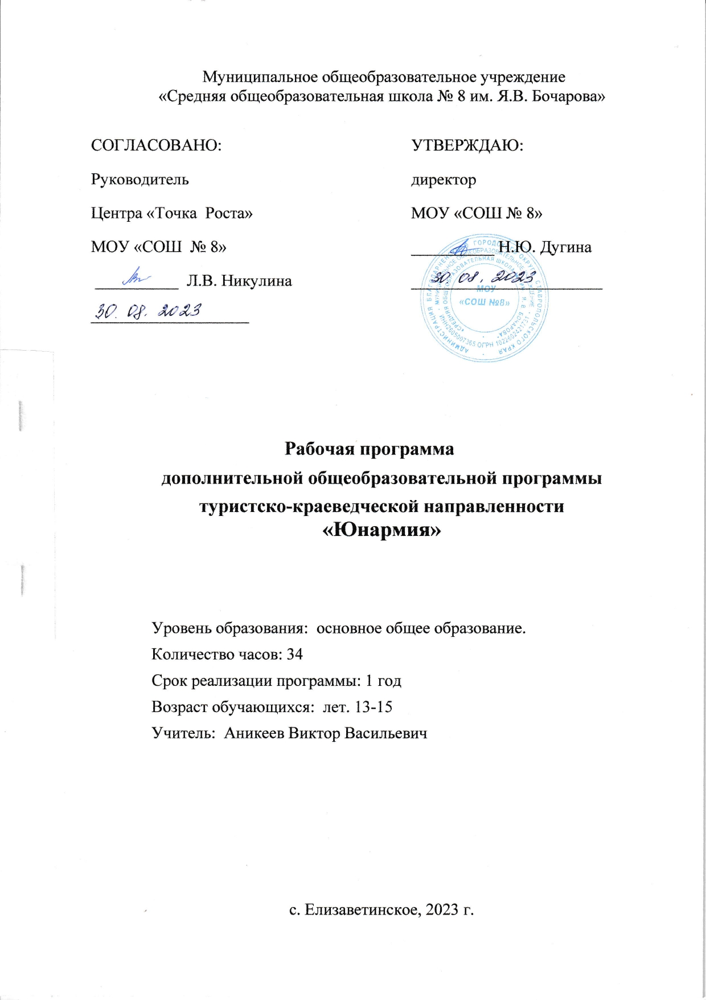 Муниципальное общеобразовательное учреждение
«Средняя общеобразовательная школа № 8 им. Я.В. Бочарова»
СОГЛАСОВАНО:
Руководитель
Центра «Точка Роста»
МОУ «СОШ № 8»
Л.В. Никулина
30. 08. 2023
УТВЕРЖДАЮ:
директор
МОУ «СОШ № 8»
Н.Ю. Дугина
30 08. 2023
МОУ
«СОШ №8»
ИНН2605007365 ОГРН 1022602421731
Рабочая программа
дополнительной общеобразовательной программы
туристско-краеведческой направленности
«Юнармия»
Уровень образования: основное общее образование.
Количество часов: 34
Срок реализации программы: 1 год
Возраст обучающихся: лет. 13-15
Учитель: Аникеев Виктор Васильевич
с. Елизаветинское, 2023 г.